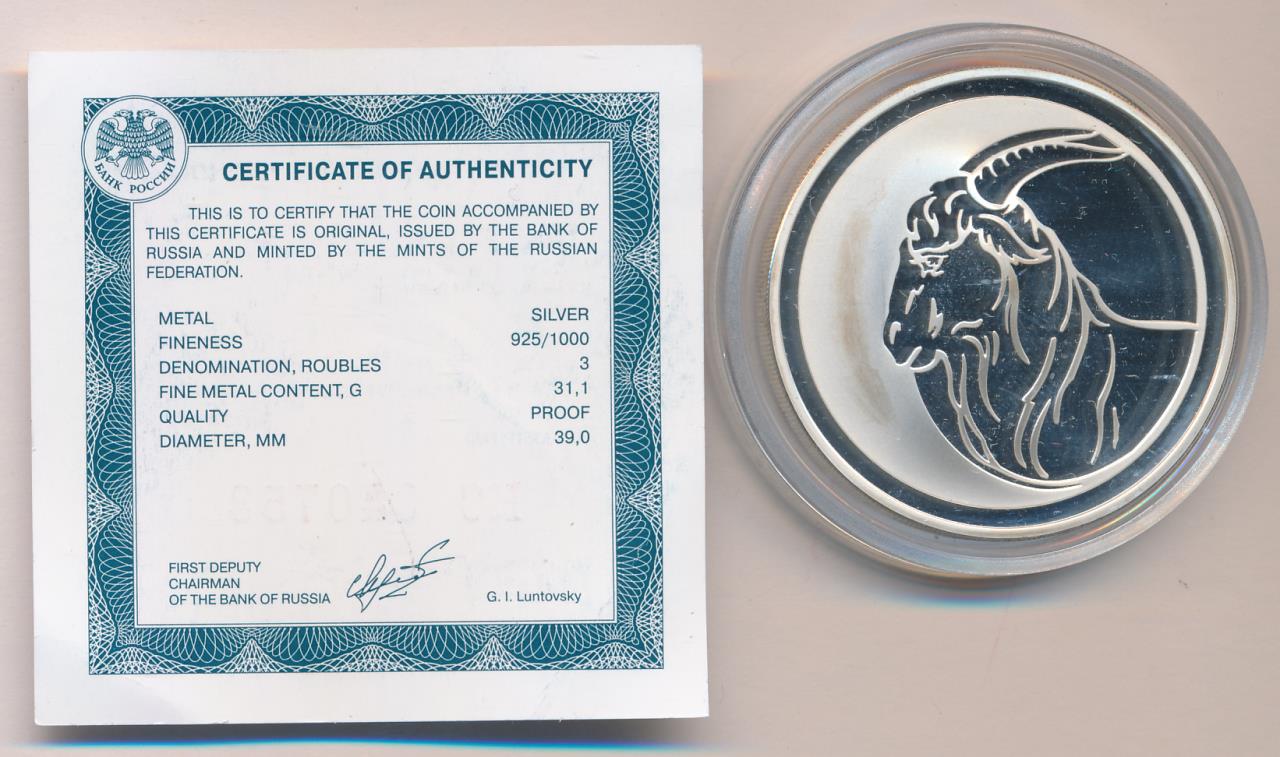 БАНК РОССИИ
CERTIFICATE OF AUTHENTICITY
THIS IS TO CERTIFY THAT THE COIN ACCOMPANIED BY
THIS CERTIFICATE IS ORIGINAL, ISSUED BY THE BANK OF
RUSSIA AND MINTED BY THE MINTS OF THE RUSSIAN
FEDERATION.
METAL SILVER
FINENESS 925/1000
DENOMINATION, ROUBLES 3
FINE METAL CONTENT, G 31,1
QUALITY PROOF
DIAMETER, MM 39,0
FIRST DEPUTY
CHAIRMAN
OF THE BANK OF RUSSIA G. I. Luntovsky